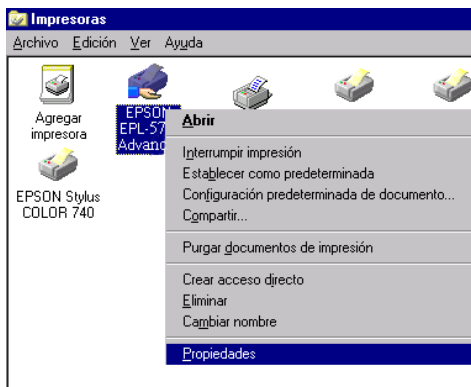 Impresoras
Archivo Edición Ver Ayuda
Agregar
impresora
EPSON
EPL-57
Advanc
EPSON Stylus
COLOR 740
Abrir
Interrumpir impresión
Establecer como predeterminada
Configuración predeterminada de documento...
Compartir...
Purgar documentos de impresión
Crear acceso directo
Eliminar
Cambiar nombre
Propiedades